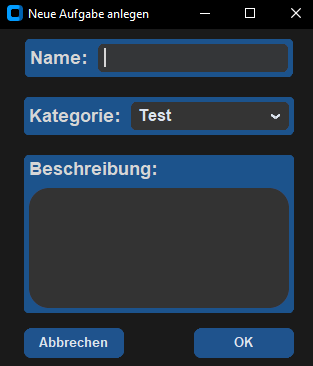 Neue Aufgabe anlegen
Name:
Kategorie: Test
Beschreibung:
Abbrechen OK